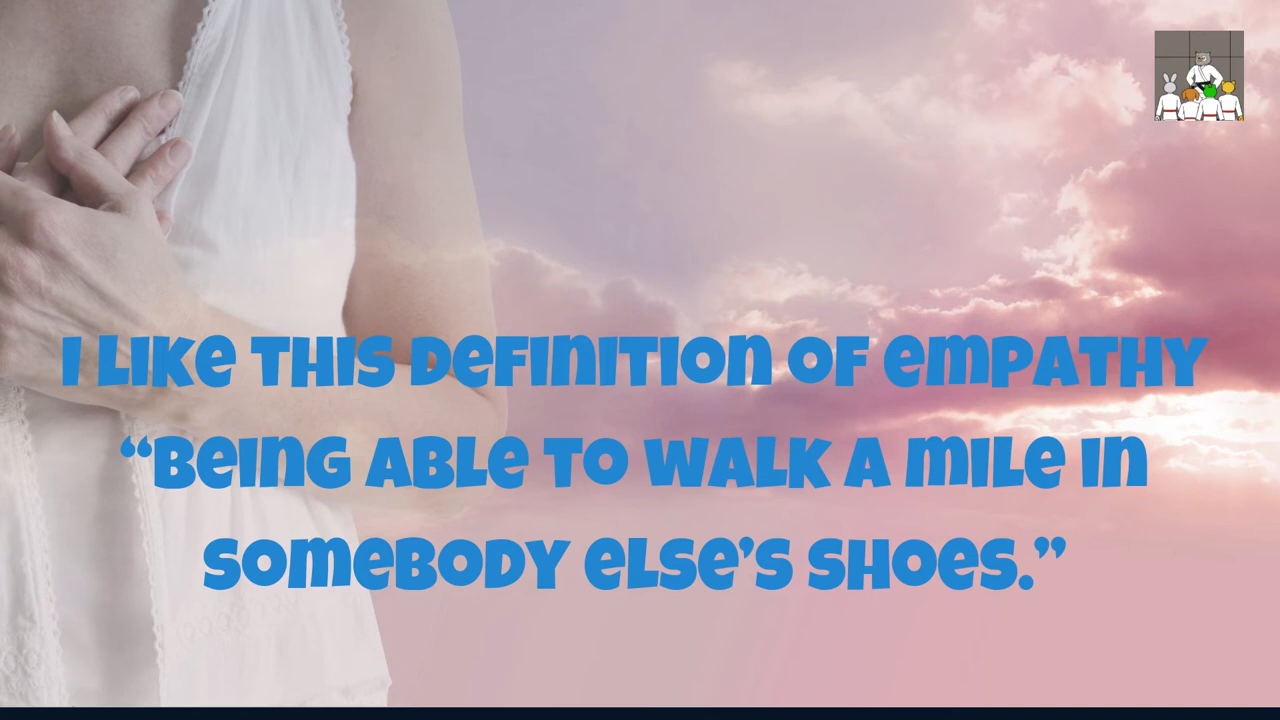 I LIKE THIS DEFINITION OF EMPATHY
“BEING ABLE TO WALK A MILE IN
SOMEBODY ELSE’S SHOES.”